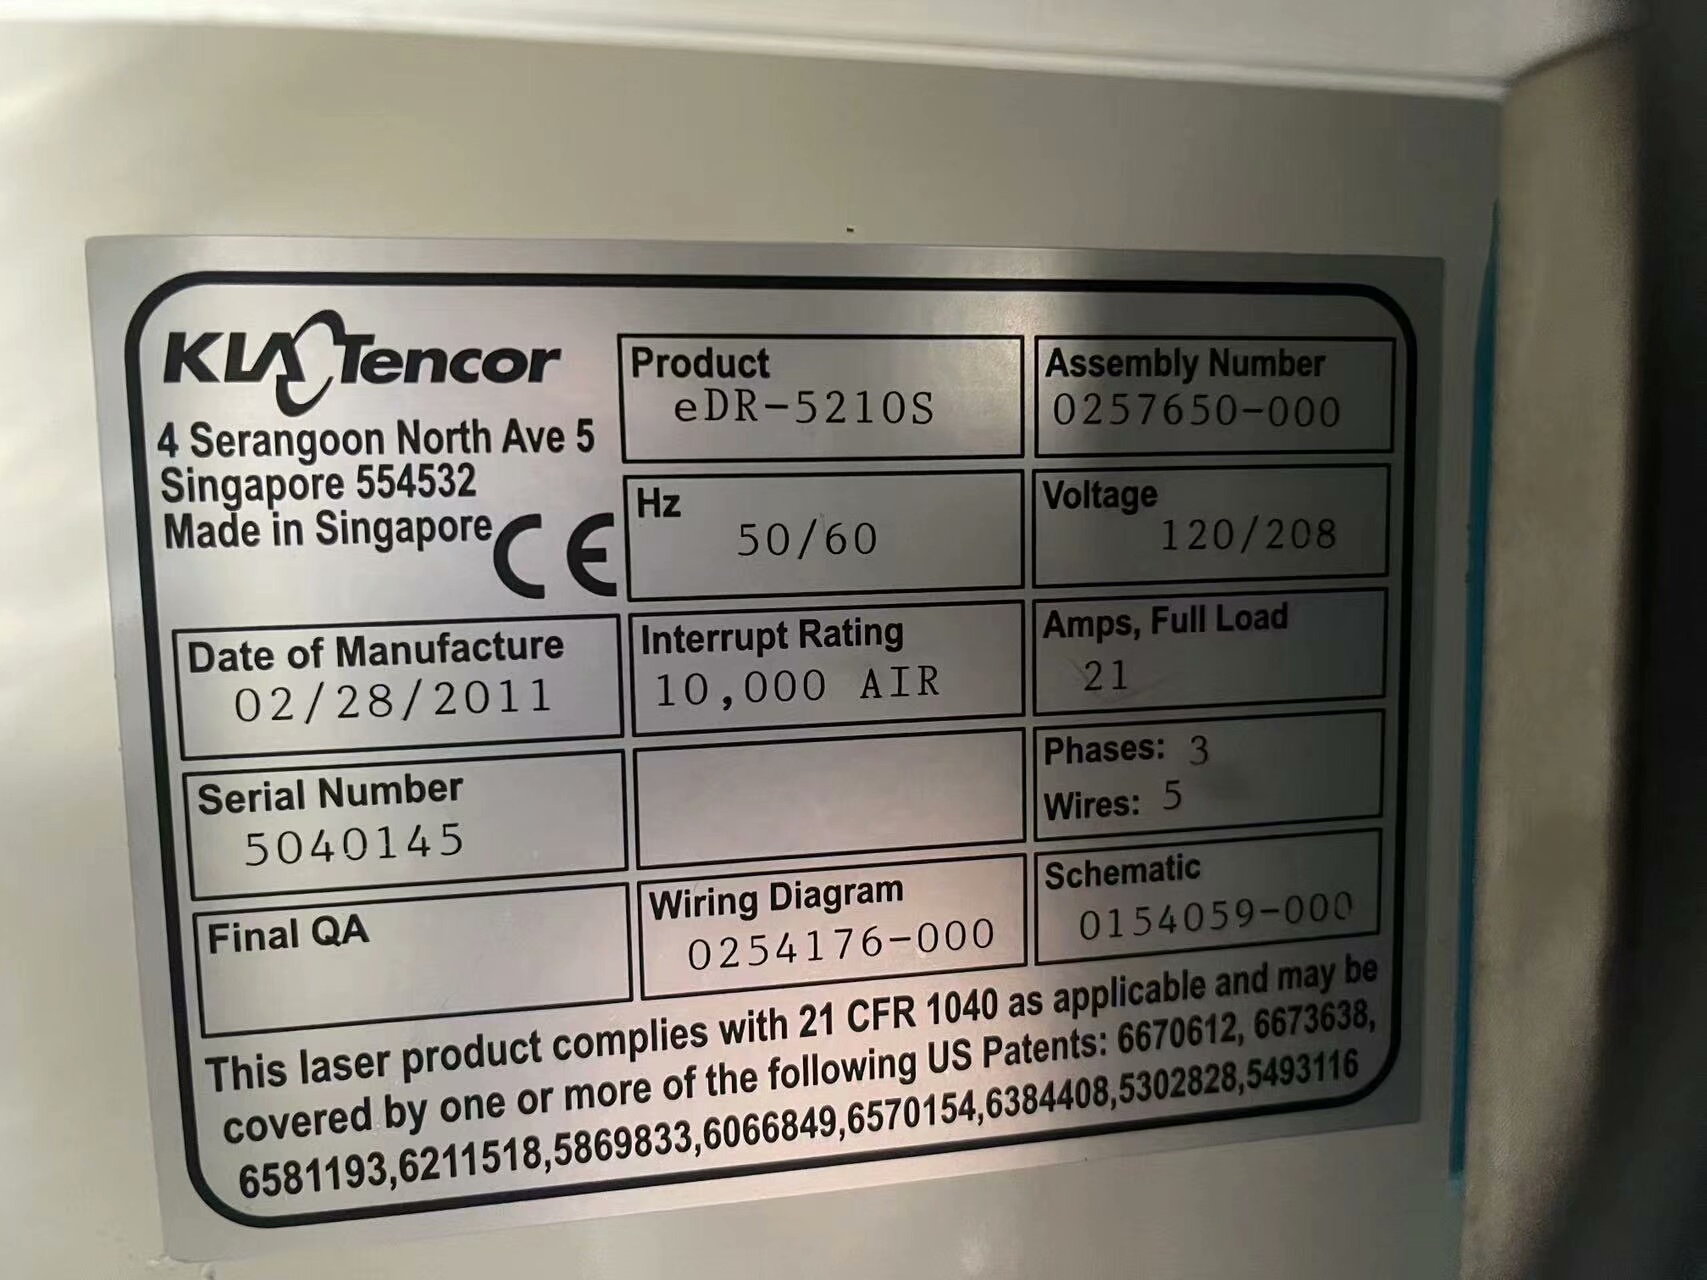 KLA Tencor
4 Serangoon North Ave 5
Singapore 554532
Made in Singapore
CE
Product
eDR-5210S
Assembly Number
0257650-000
Hz
50/60
Voltage
120/208
Date of Manufacture
02/28/2011
Interrupt Rating
10,000 AIR
Amps, Full Load
21
Serial Number
5040145
Phases: 3
Wires: 5
Final QA
Wiring Diagram
0254176-000
Schematic
0154059-000
This laser product complies with 21 CFR 1040 as applicable and may be
covered by one or more of the following US Patents: 6670612, 6673638,
6581193,6211518,5869833,6066849,6570154,6384408,5302828,5493116